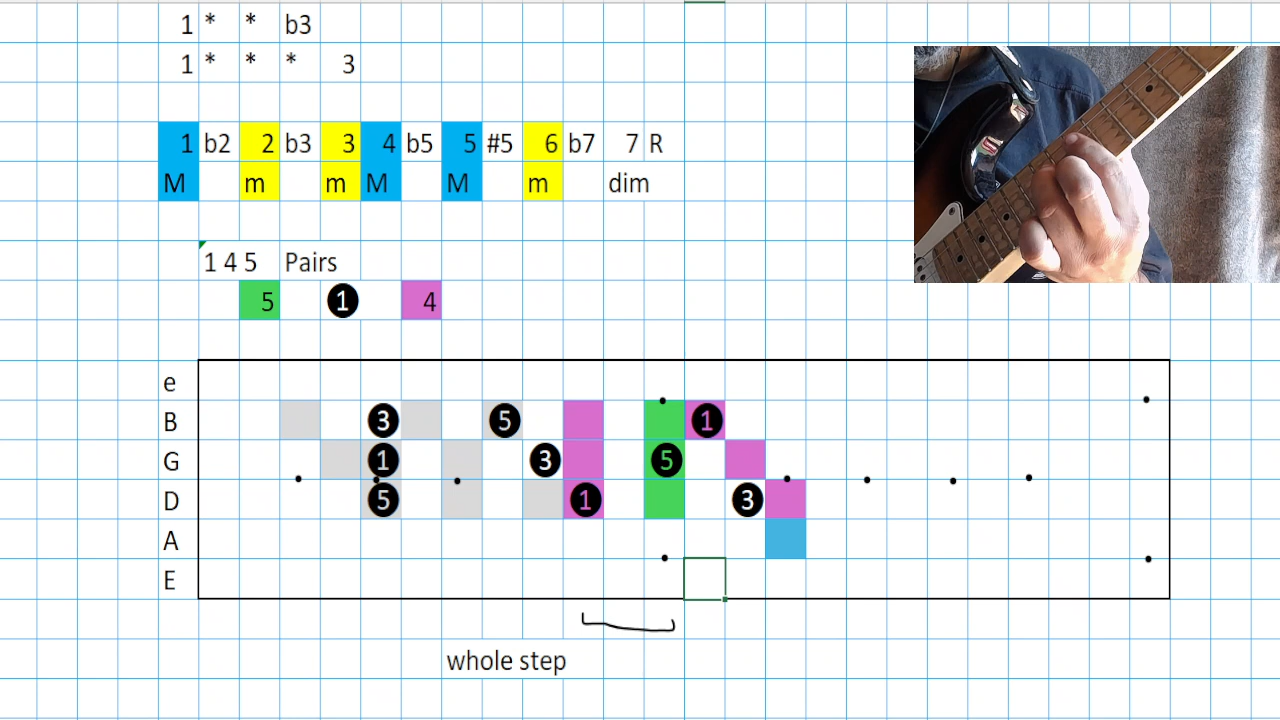 1 * * b3
1 * * * 3
1 b2 2 b3 3 4 b5 5 #5 6 b7 7 R
M m m M M m dim
1 4 5 Pairs
5 1 4
e
B 3 5 1
G 1 3 5
D 5 1 3
A
E
whole step